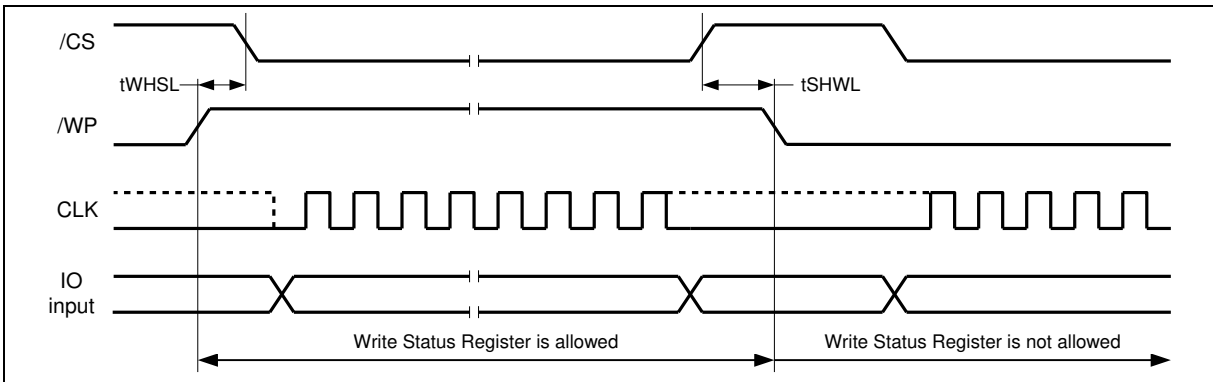 /CS
tWHSL
tSHWL
/WP
CLK
IO
input
Write Status Register is allowed
Write Status Register is not allowed